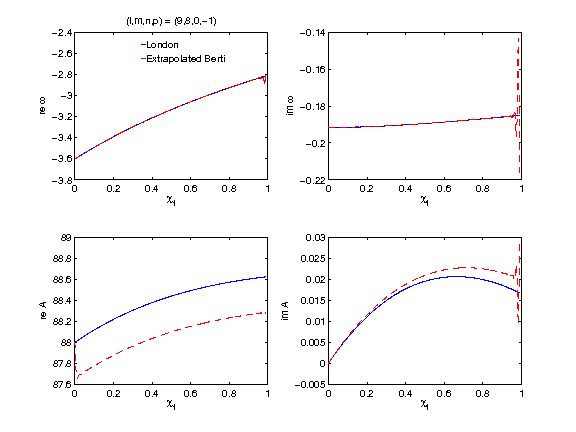 (l,m,n,p) = (9,8,0,−1)
London
Extrapolated Berti
re ω
−2.4
−2.6
−2.8
−3
−3.2
−3.4
−3.6
−3.8
0 0.2 0.4 0.6 0.8 1
χf
im ω
−0.14
−0.16
−0.18
−0.2
−0.22
0 0.2 0.4 0.6 0.8 1
χf
re A
89
88.8
88.6
88.4
88.2
88
87.8
87.6
0 0.2 0.4 0.6 0.8 1
χf
im A
0.03
0.025
0.02
0.015
0.01
0.005
0
−0.005
0 0.2 0.4 0.6 0.8 1
χf